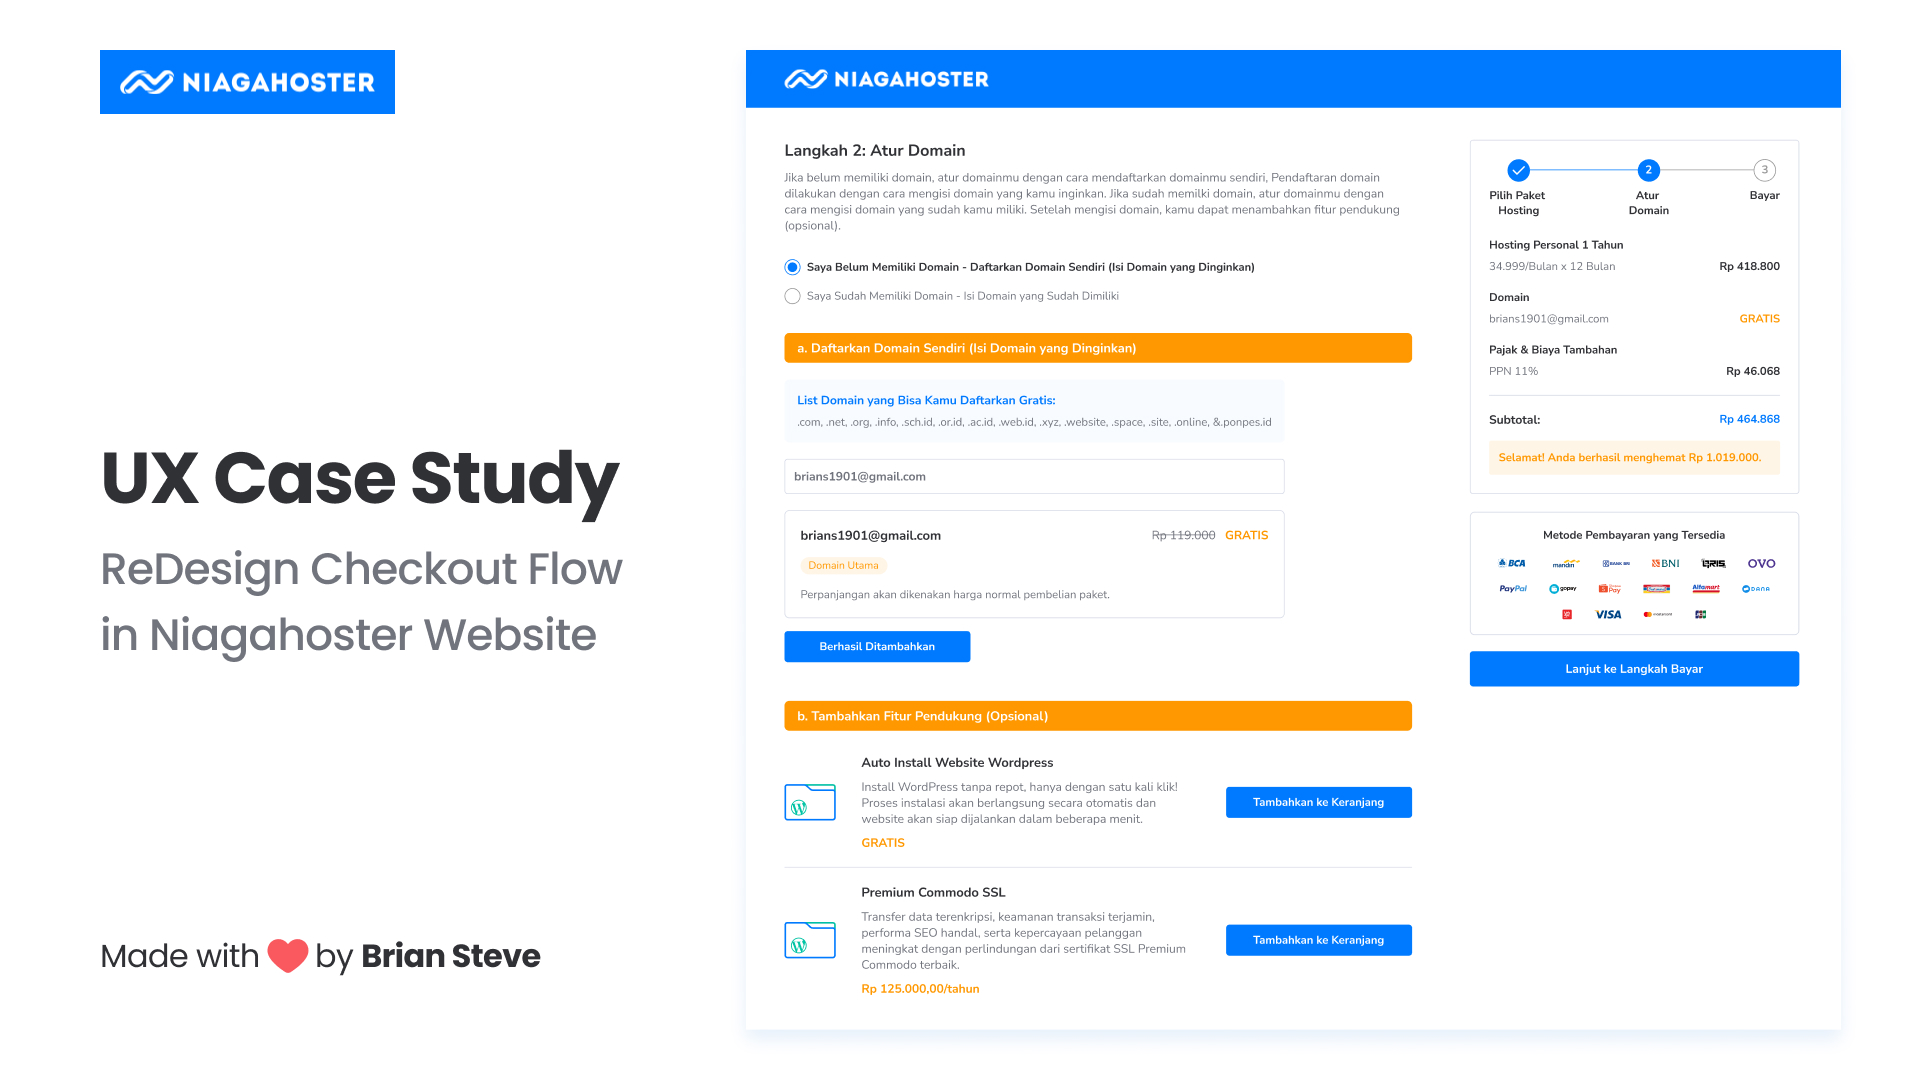 NIAGAHOSTER
UX Case Study
ReDesign Checkout Flow
in Niagahoster Website
Made with by Brian Steve
NIAGAHOSTER
Langkah 2: Atur Domain
Jika belum memiliki domain, atur domainmu dengan cara mendaftarkan domainmu sendiri, Pendaftaran domain
dilakukan dengan cara mengisi domain yang kamu inginkan. Jika sudah memilki domain, atur domainmu dengan
cara mengisi domain yang sudah kamu miliki. Setelah mengisi domain, kamu dapat menambahkan fitur pendukung
(opsional).
Saya Belum Memiliki Domain - Daftarkan Domain Sendiri (Isi Domain yang Dinginkan)
Saya Sudah Memiliki Domain - Isi Domain yang Sudah Dimiliki
a. Daftarkan Domain Sendiri (Isi Domain yang Dinginkan)
List Domain yang Bisa Kamu Daftarkan Gratis:
.com, .net, .org, .info, .sch.id, .or.id, .ac.id, .web.id, .xyz, .website, .space, .site, .online, &.ponpes.id
brians1901@gmail.com
brians1901@gmail.com Rp 119.000 GRATIS
Domain Utama
Perpanjangan akan dikenakan harga normal pembelian paket.
Berhasil Ditambahkan
b. Tambahkan Fitur Pendukung (Opsional)
Auto Install Website Wordpress
Install WordPress tanpa repot, hanya dengan satu kali klik!
Proses instalasi akan berlangsung secara otomatis dan
website akan siap dijalankan dalam beberapa menit.
GRATIS
Tambahkan ke Keranjang
Premium Commodo SSL
Transfer data terenkripsi, keamanan transaksi terjamin,
performa SEO handal, serta kepercayaan pelanggan
meningkat dengan perlindungan dari sertifikat SSL Premium
Commodo terbaik.
Rp 125.000,00/tahun
Tambahkan ke Keranjang
2 3
Pilih Paket Atur Bayar
Hosting Domain
Hosting Personal 1 Tahun
34.999/Bulan x 12 Bulan Rp 418.800
Domain
brians1901@gmail.com GRATIS
Pajak & Biaya Tambahan
PPN 11% Rp 46.068
Subtotal: Rp 464.868
Selamat! Anda berhasil menghemat Rp 1.019.000.
Metode Pembayaran yang Tersedia
BCA mandiri BANK BRI BNI QRIS OVO
PayPal gopay Pay Alfamart DANA
VISA mastercard JCB
Lanjut ke Langkah Bayar